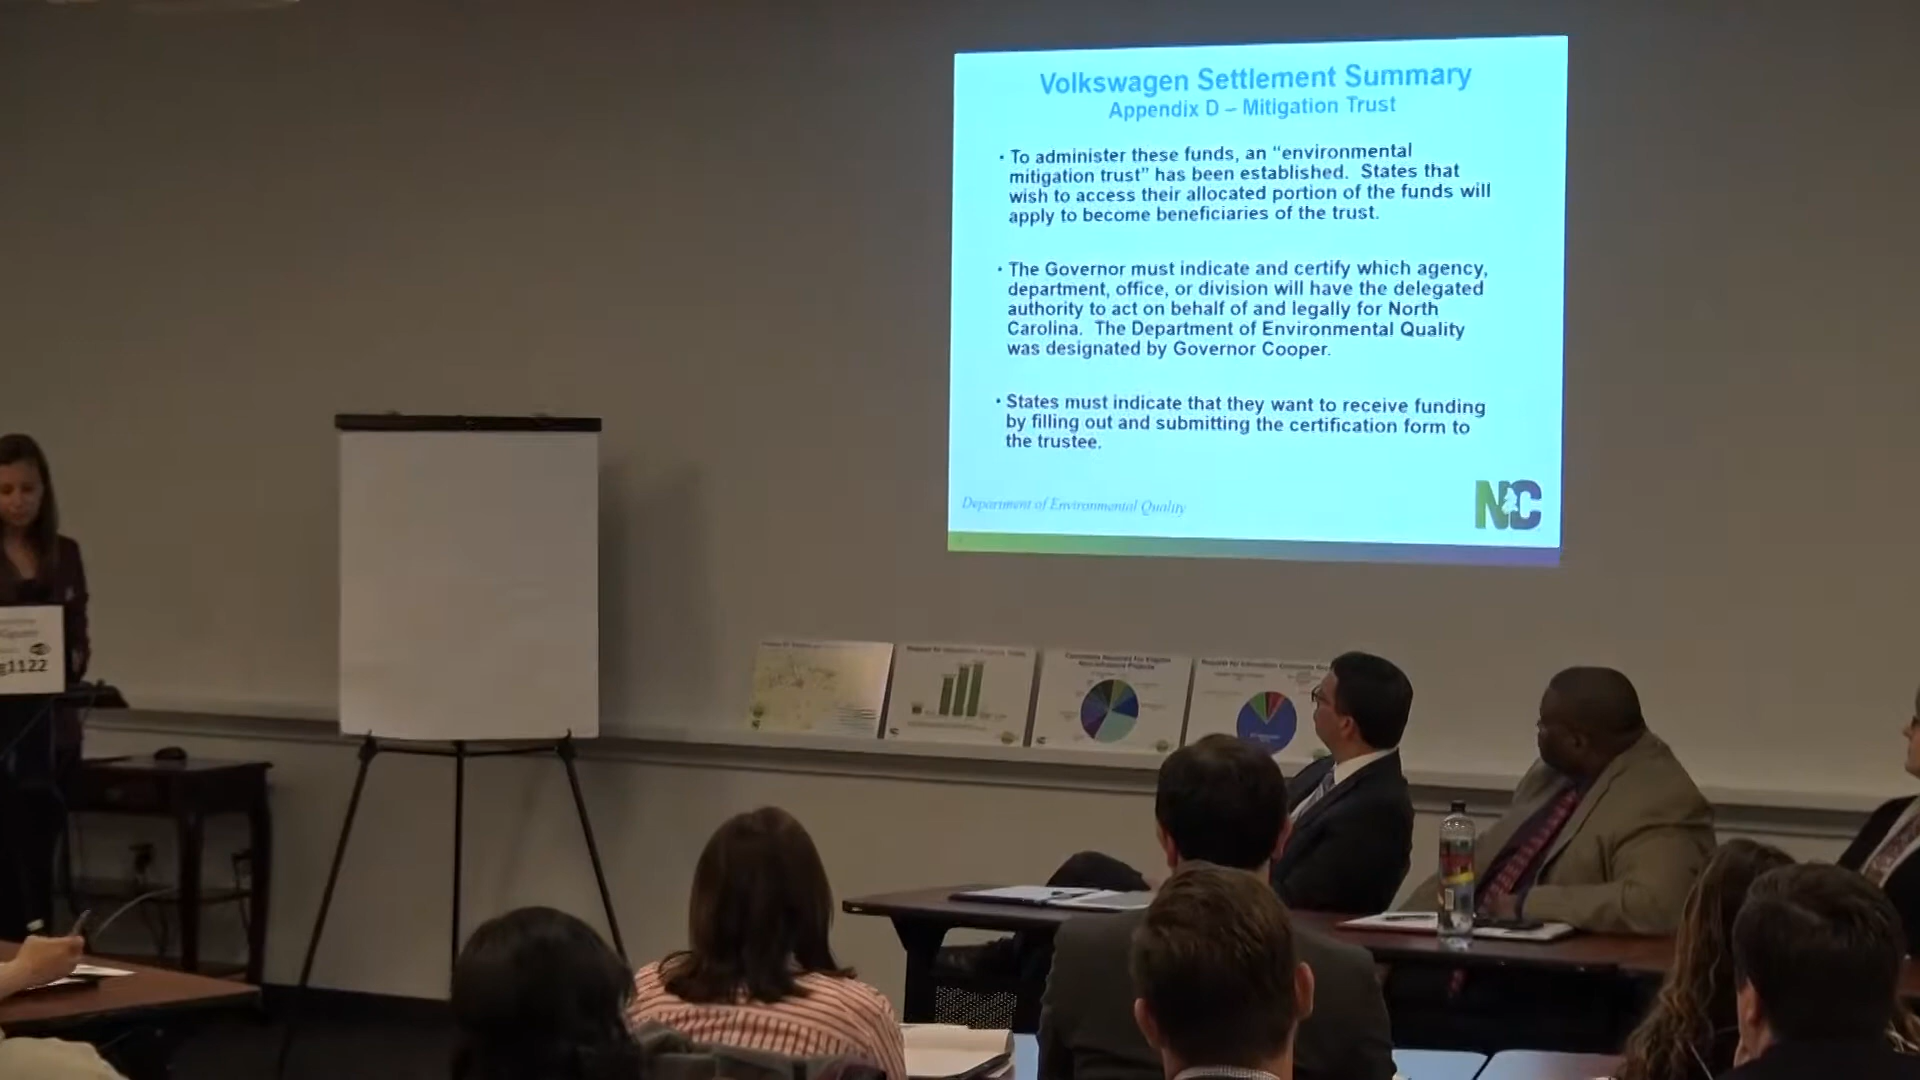 Volkswagen Settlement Summary
Appendix D – Mitigation Trust
• To administer these funds, an “environmental
mitigation trust” has been established. States that
wish to access their allocated portion of the funds will
apply to become beneficiaries of the trust.
• The Governor must indicate and certify which agency,
department, office, or division will have the delegated
authority to act on behalf of and legally for North
Carolina. The Department of Environmental Quality
was designated by Governor Cooper.
• States must indicate that they want to receive funding
by filling out and submitting the certification form to
the trustee.
Department of Environmental Quality
NC
1122